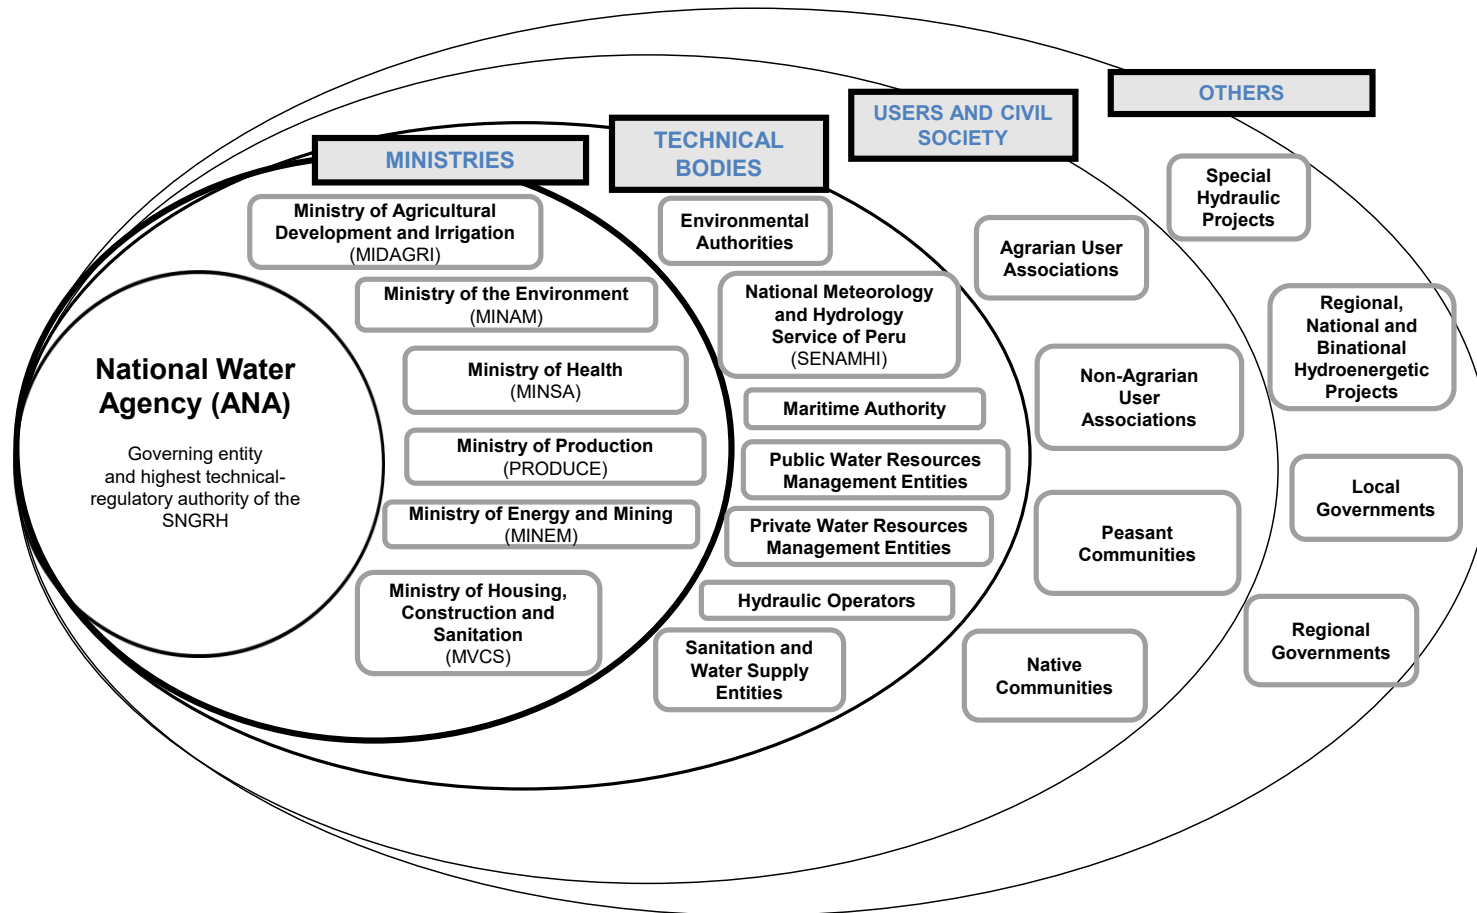 MINISTRIES
TECHNICAL
BODIES
USERS AND CIVIL
SOCIETY
OTHERS
National Water
Agency (ANA)
Governing entity
and highest technical-
regulatory authority of the
SNGRH
Ministry of Agricultural
Development and Irrigation
(MIDAGRI)
Ministry of the Environment
(MINAM)
Ministry of Health
(MINSA)
Ministry of Production
(PRODUCE)
Ministry of Energy and Mining
(MINEM)
Ministry of Housing,
Construction and
Sanitation
(MVCS)
Environmental
Authorities
National Meteorology
and Hydrology
Service of Peru
(SENAMHI)
Maritime Authority
Public Water Resources
Management Entities
Private Water Resources
Management Entities
Hydraulic Operators
Sanitation and
Water Supply
Entities
Agrarian User
Associations
Non-Agrarian
User
Associations
Peasant
Communities
Native
Communities
Special
Hydraulic
Projects
Regional,
National and
Binational
Hydroenergetic
Projects
Local
Governments
Regional
Governments